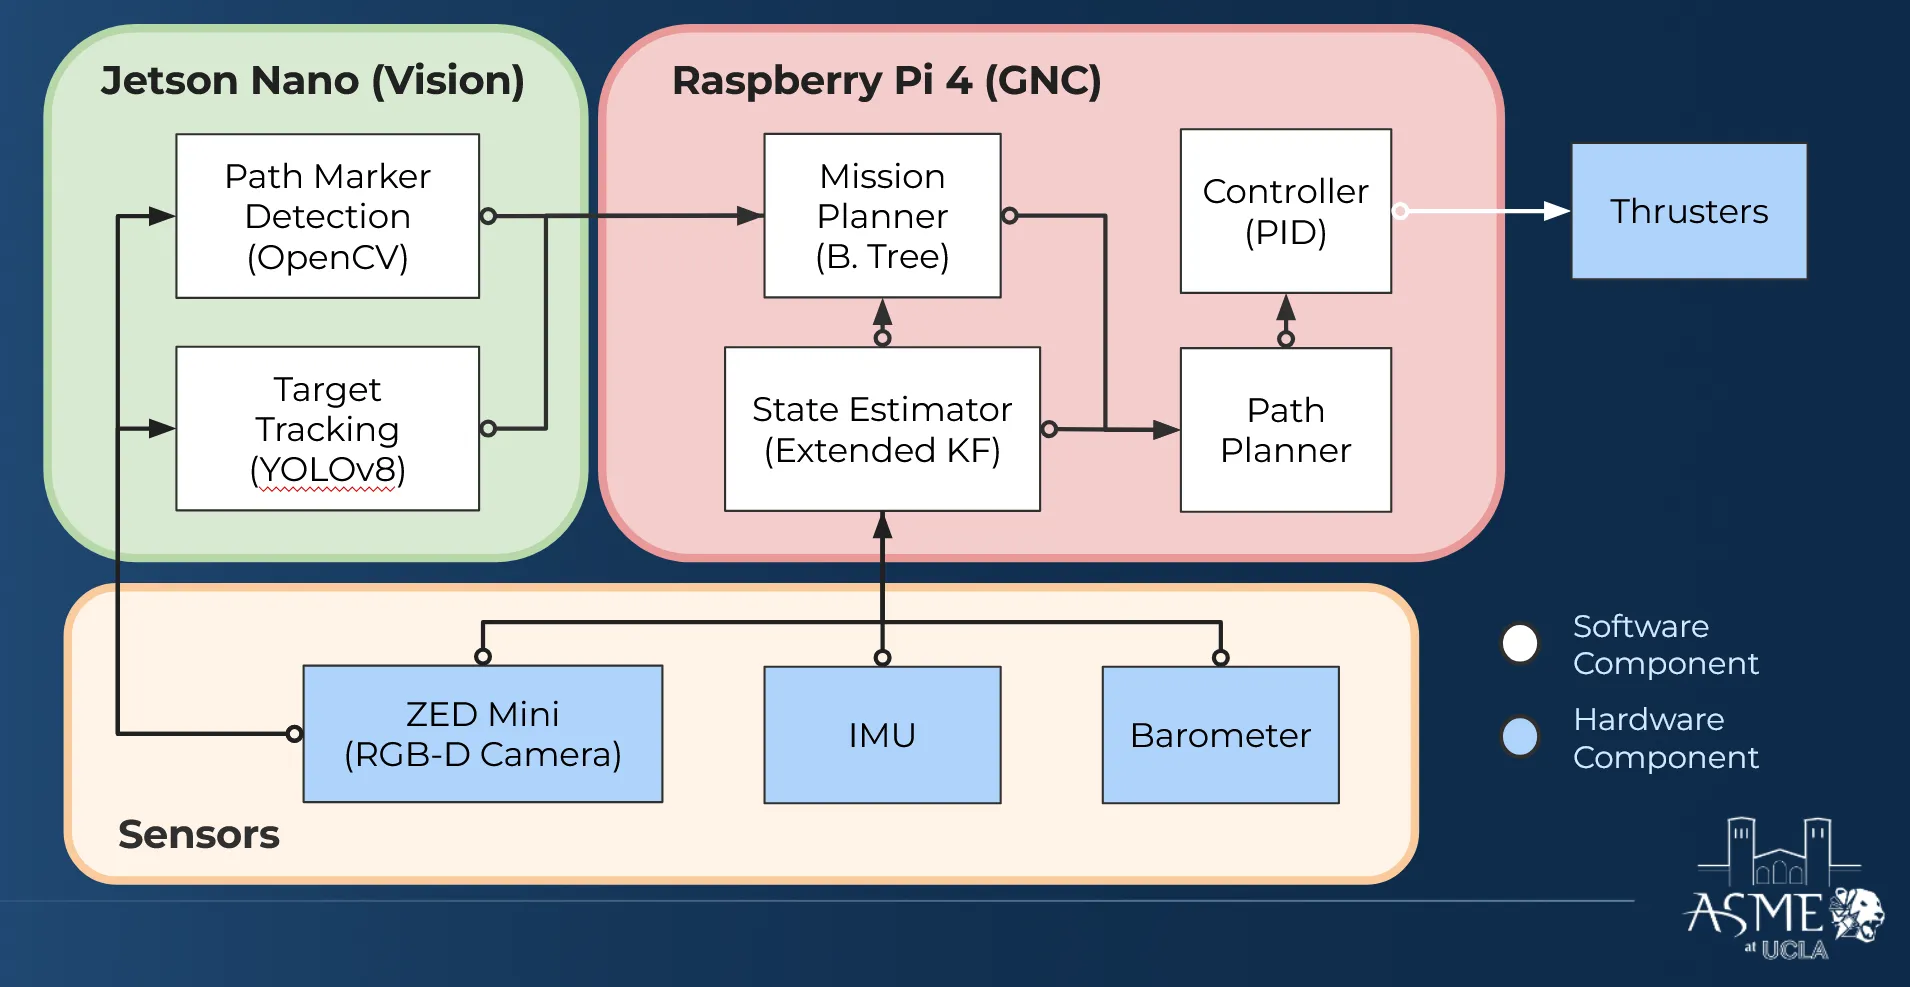 Jetson Nano (Vision)
Path Marker
Detection
(OpenCV)
Target
Tracking
(YOLOv8)
Raspberry Pi 4 (GNC)
Mission
Planner
(B. Tree)
State Estimator
(Extended KF)
Controller
(PID)
Path
Planner
Thrusters
ZED Mini
(RGB-D Camera)
IMU
Barometer
Sensors
Software
Component
Hardware
Component
ASME
at UCLA